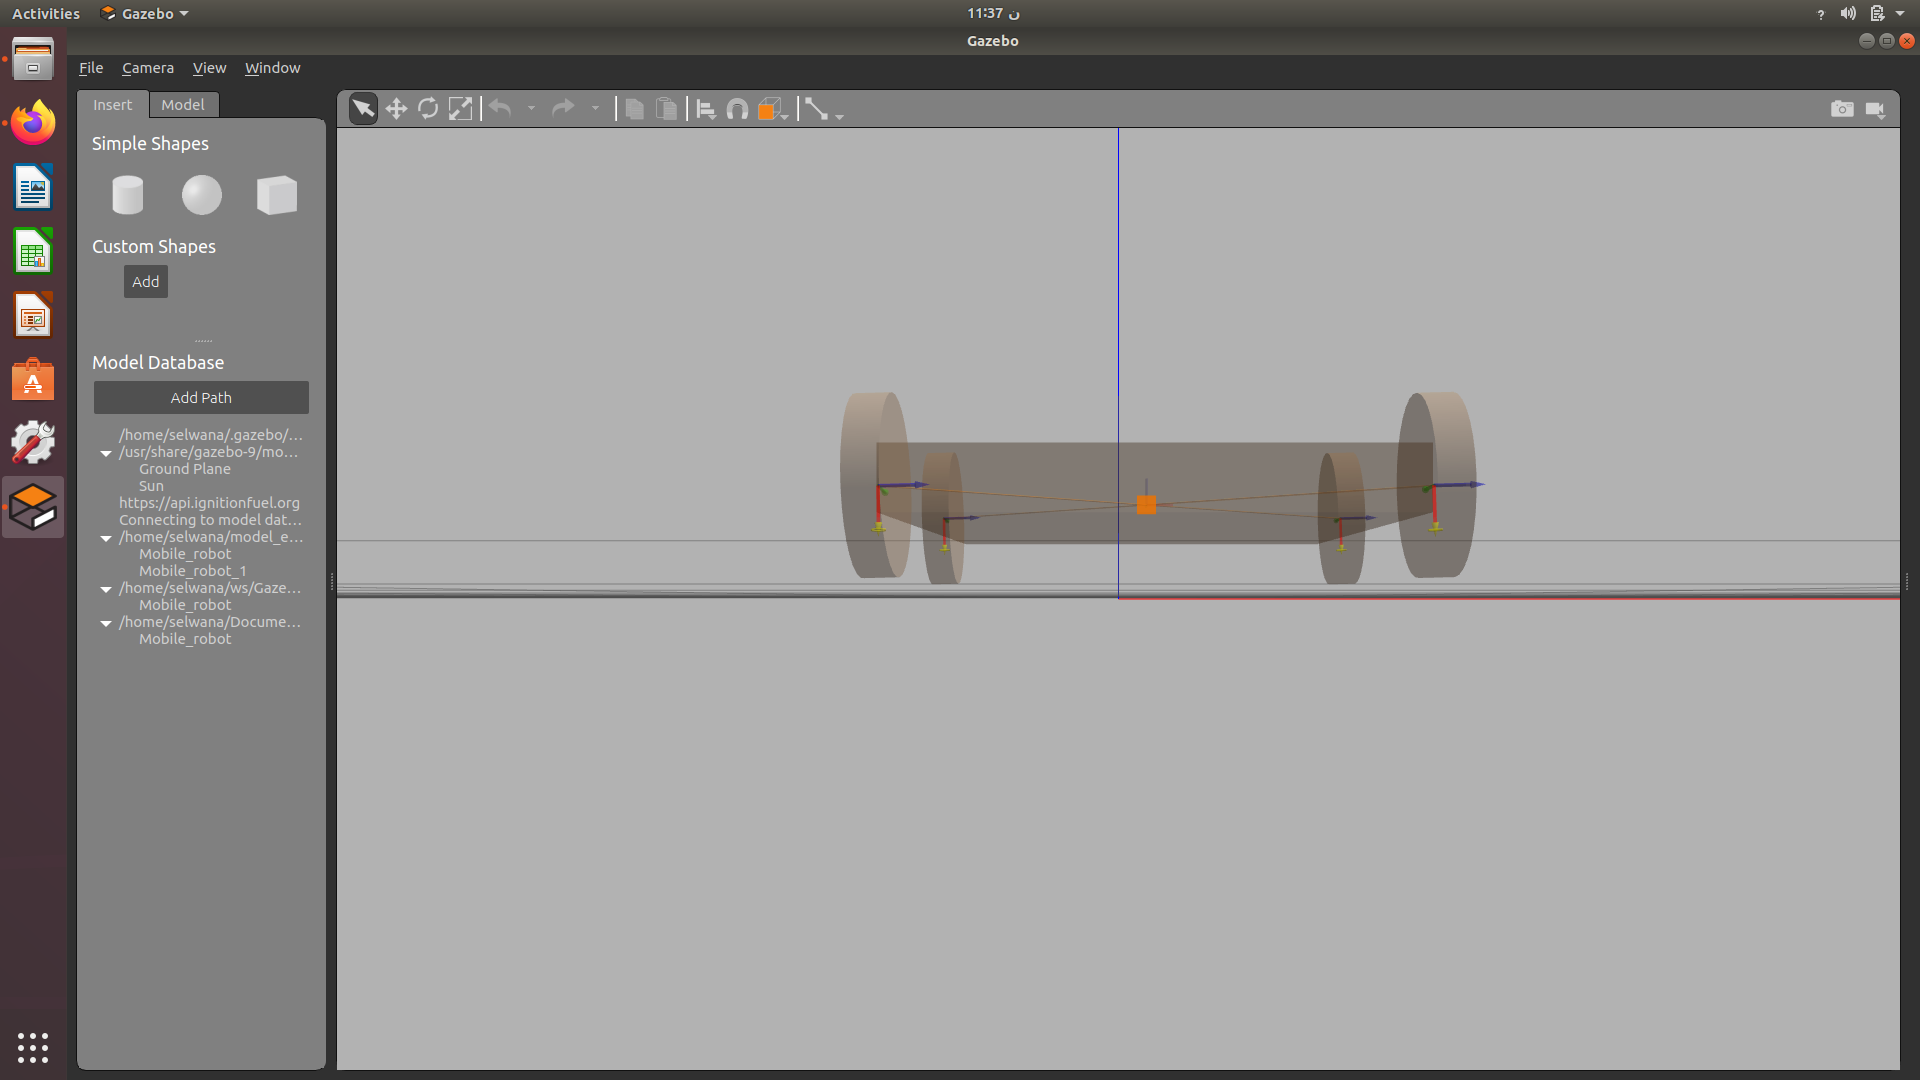 Activities
Gazebo
11:37 ن
?
Gazebo
File Camera View Window
Insert Model
Simple Shapes
Custom Shapes
Add
Model Database
Add Path
/home/selwana/.gazebo/...
/usr/share/gazebo-9/mo...
Ground Plane
Sun
https://api.ignitionfuel.org
Connecting to model dat...
/home/selwana/model_e...
Mobile_robot
Mobile_robot_1
/home/selwana/ws/Gaze...
Mobile_robot
/home/selwana/Docume...
Mobile_robot